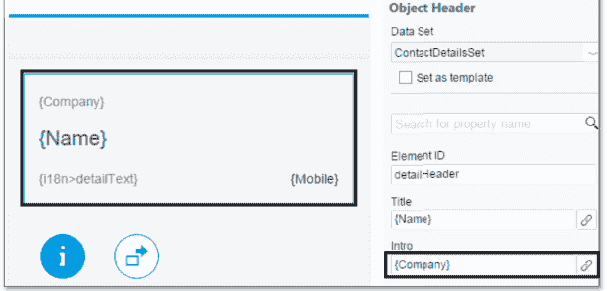 {Company}
{Name}
{i18n>detailText}
{Mobile}
i
Object Header
Data Set
ContactDetailsSet
Set as template
Search for property name
Element ID
detailHeader
Title
{Name}
Intro
{Company}